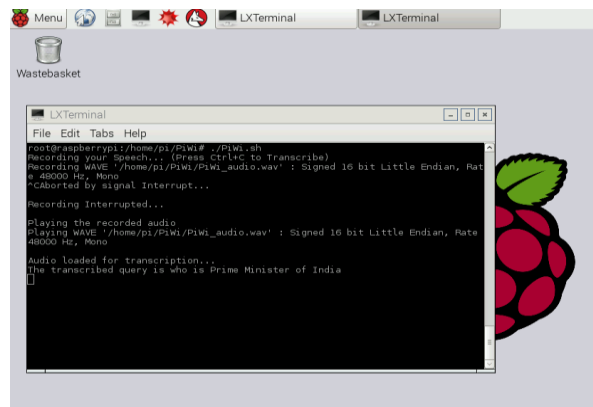 Menu LXTerminal LXTerminal
Wastebasket
LXTerminal
File Edit Tabs Help
root@raspberrypi:/home/pi/PiWi# ./PiWi.sh
Recording your Speech... (Press Ctrl+C to Transcribe)
Recording WAVE '/home/pi/PiWi/PiWi_audio.wav' : Signed 16 bit Little Endian, Rat
e 48000 Hz, Mono
^CAborted by signal Interrupt...
Recording Interrupted...
Playing the recorded audio
Playing WAVE '/home/pi/PiWi/PiWi_audio.wav' : Signed 16 bit Little Endian, Rate
48000 Hz, Mono
Audio loaded for transcription...
The transcribed query is who is Prime Minister of India